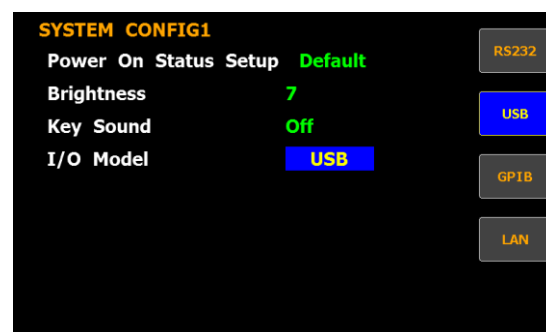 SYSTEM CONFIG1
Power On Status Setup Default
Brightness 7
Key Sound Off
I/O Model USB
RS232
USB
GPIB
LAN